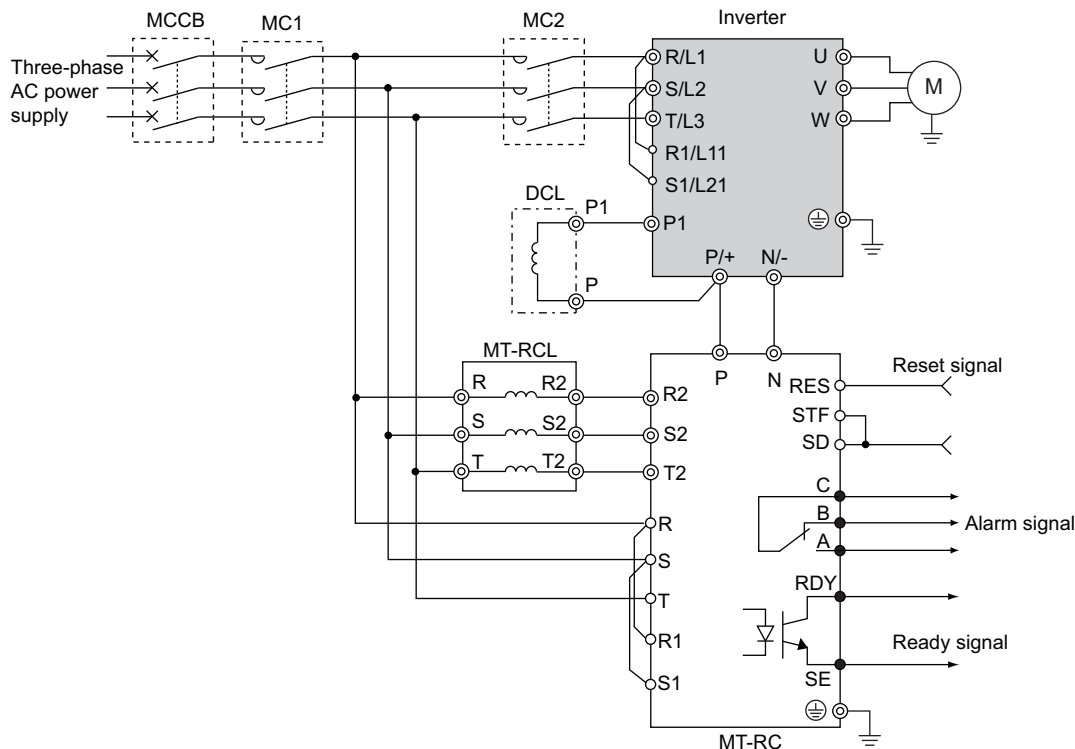 MCCB
MC1
MC2
Inverter
Three-phase
AC power
supply
R/L1
S/L2
T/L3
R1/L11
S1/L21
P1
P/+
N/-
U
V
W
M
DCL
P1
P
MT-RCL
R
R2
S
S2
T
T2
P
N
R2
S2
T2
R
S
T
R1
S1
RES
STF
SD
C
B
A
RDY
SE
Reset signal
Alarm signal
Ready signal
MT-RC